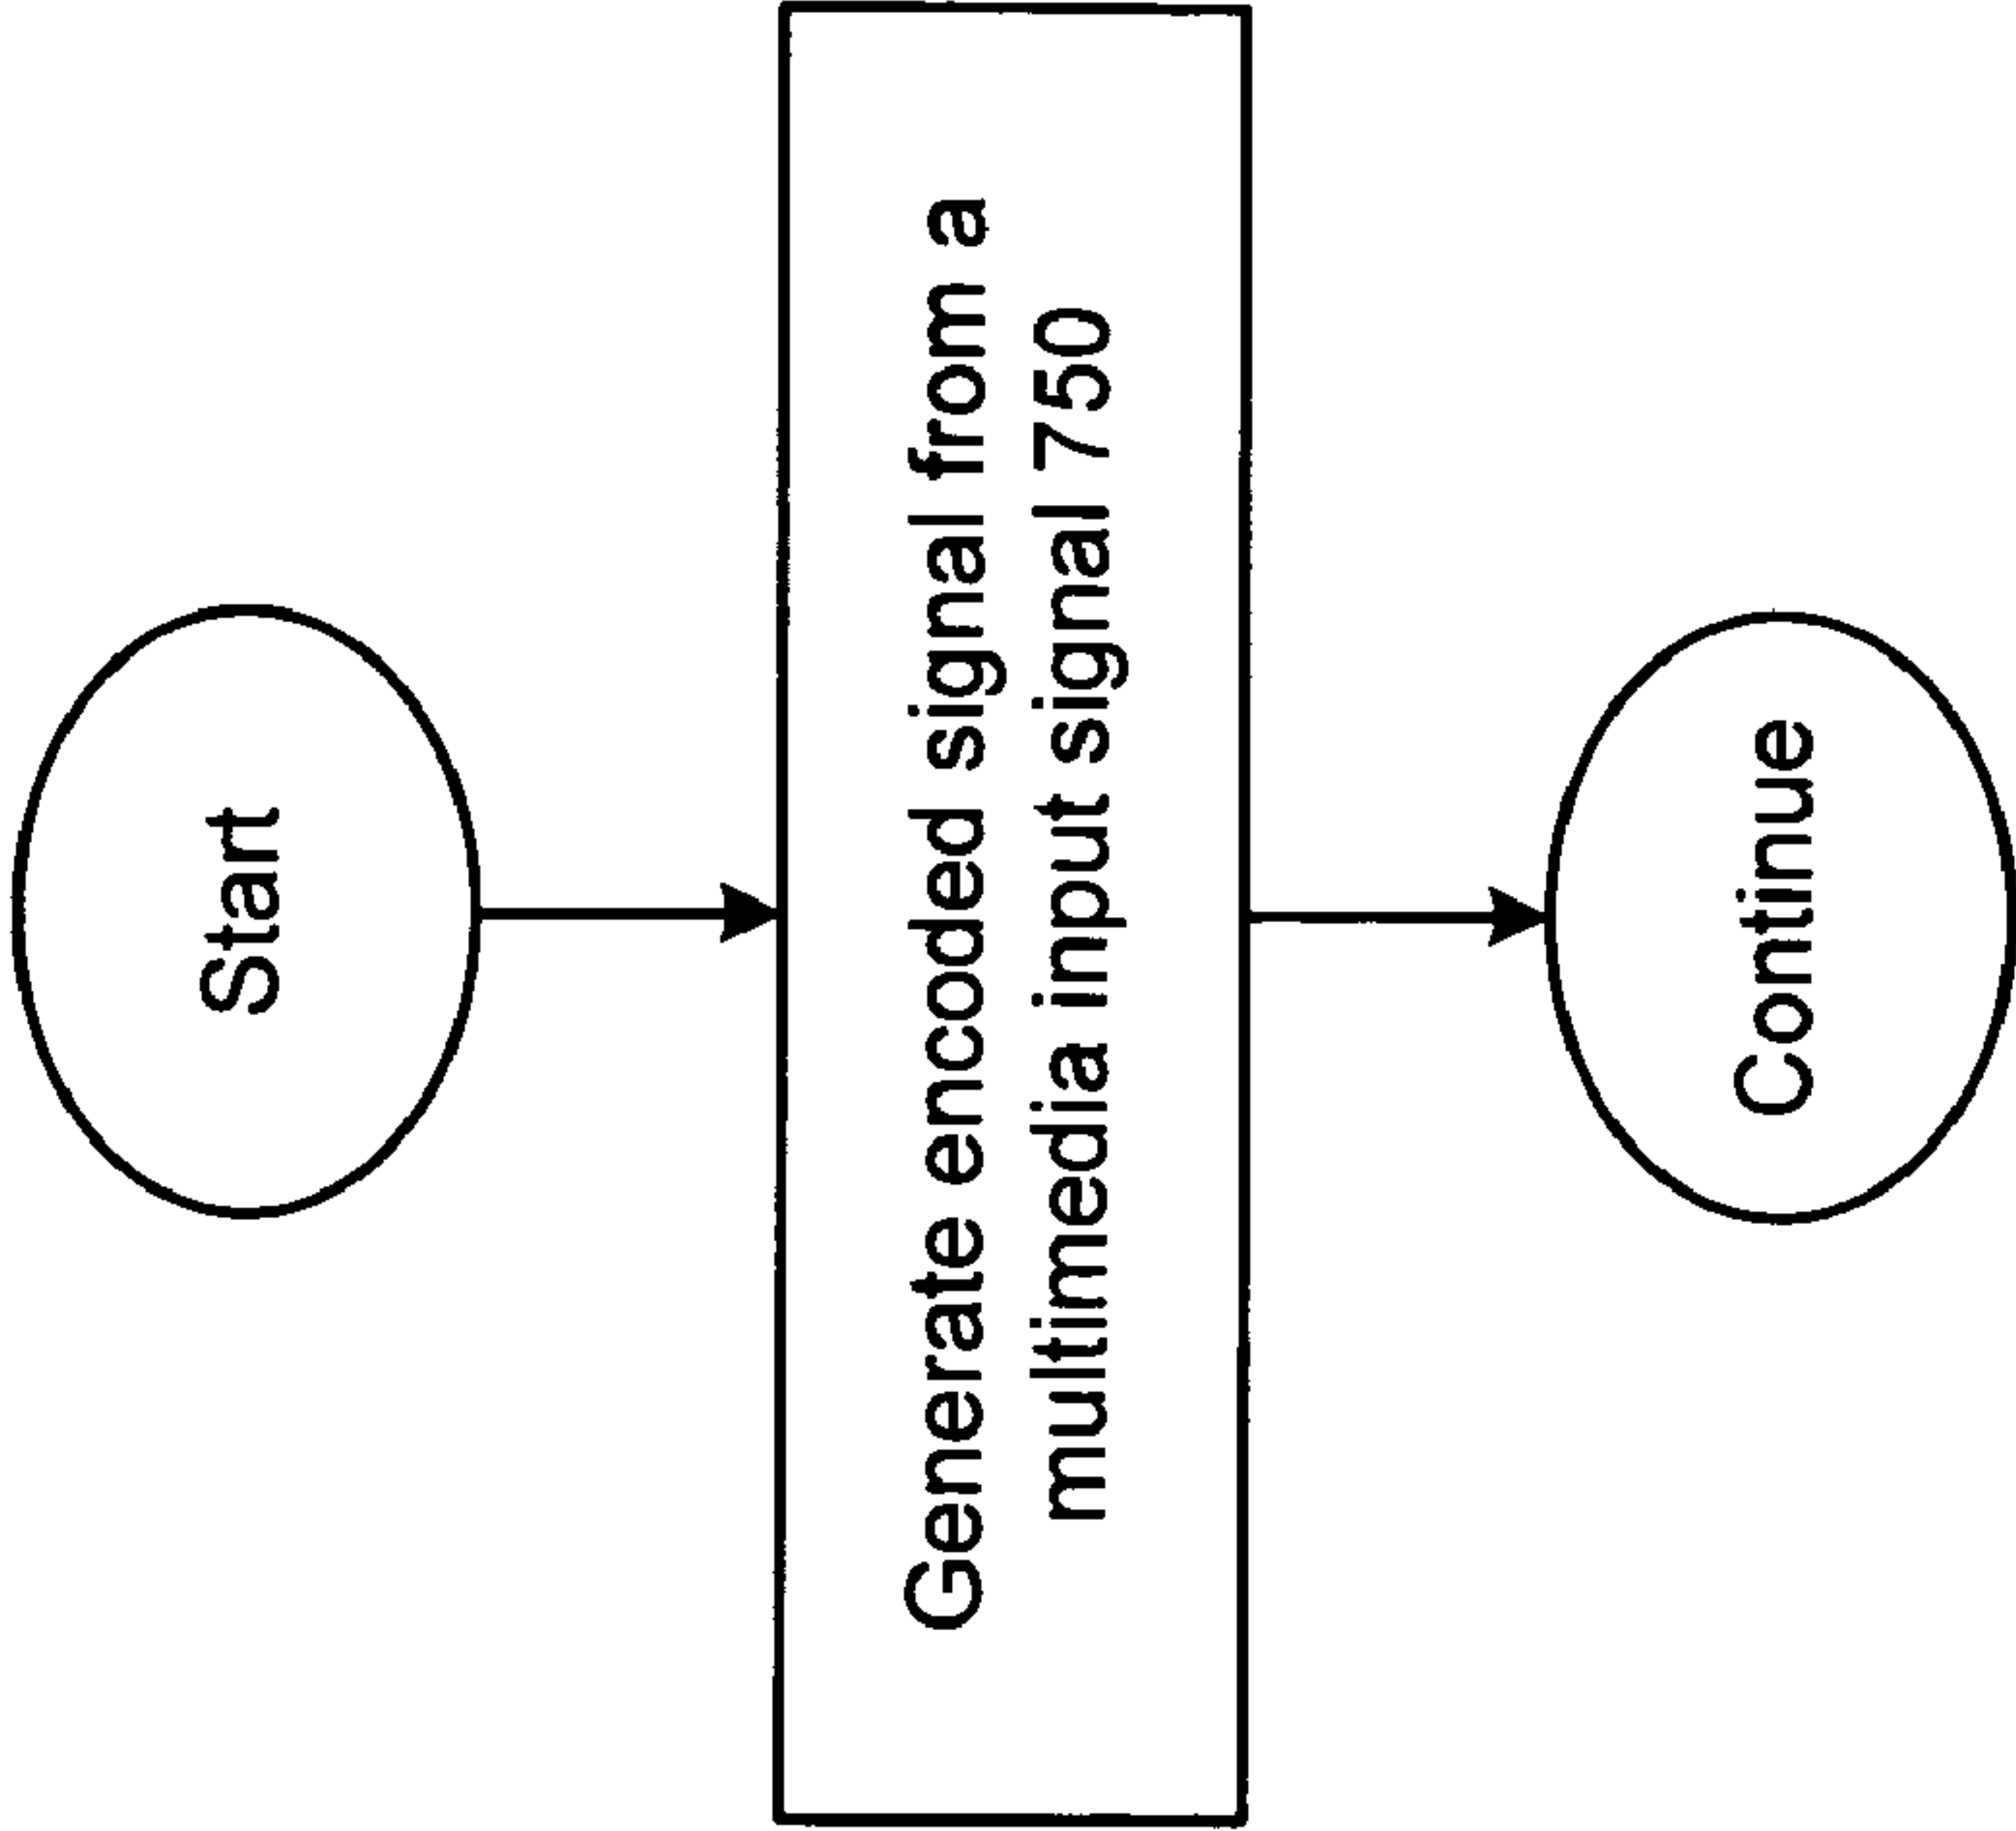 Start
Generate encoded signal from a
multimedia input signal 750
Continue